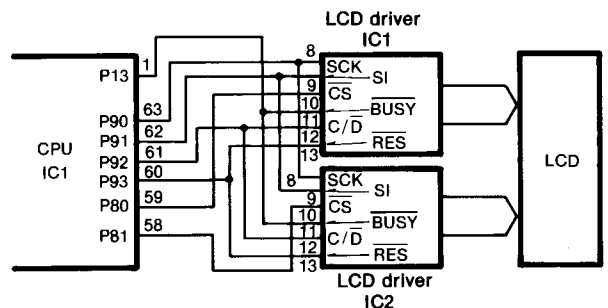 LCD driver
IC1
8
SCK
SI
9
CS
10
BUSY
11
C/D
12
RES
13
CPU
IC1
P13
1
P90
63
P91
62
P92
61
P93
60
P80
59
P81
58
LCD
8
SCK
SI
9
CS
10
BUSY
11
C/D
12
RES
13
LCD driver
IC2